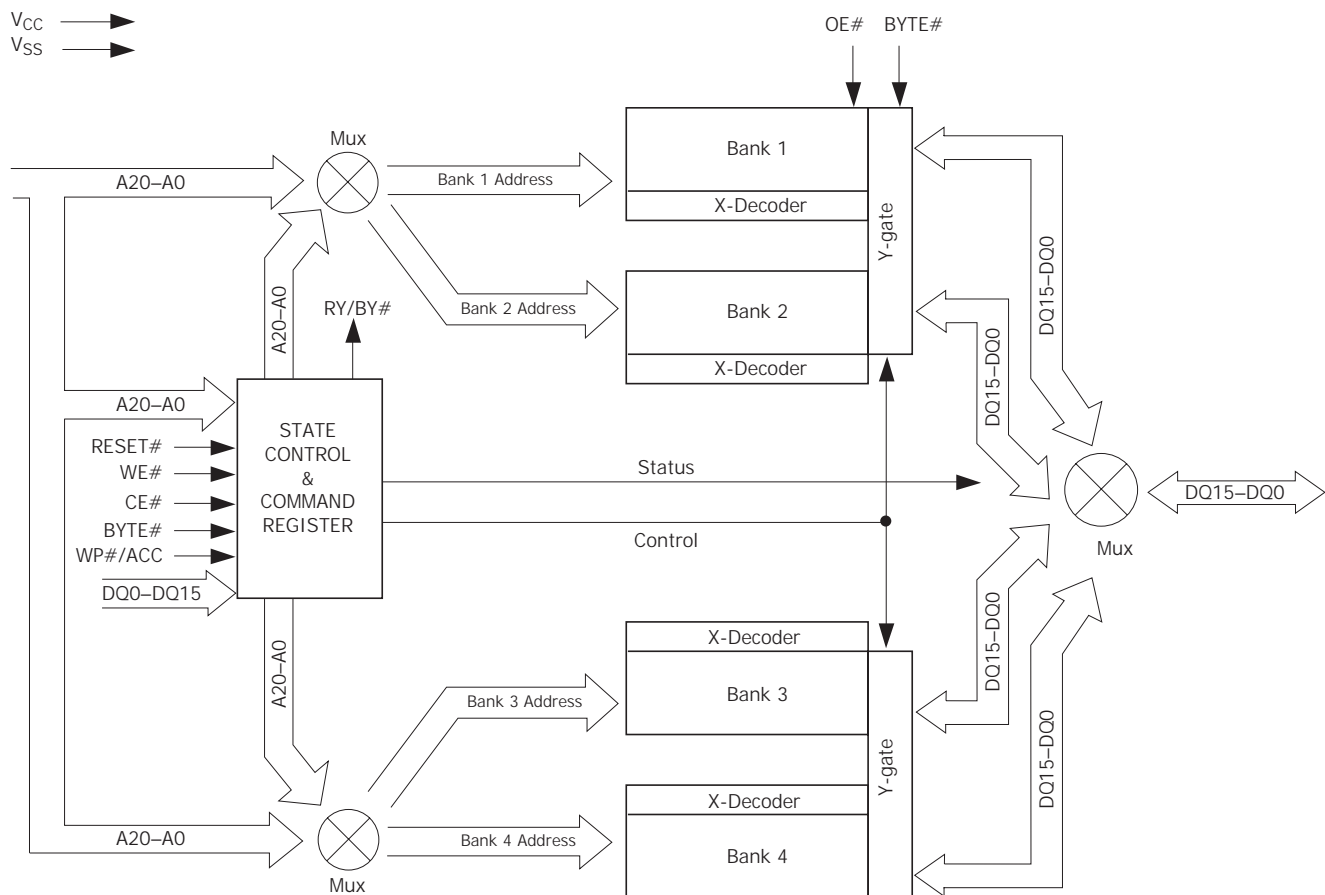 VCC
VSS
OE# BYTE#
Mux
A20–A0
Bank 1 Address
Bank 1
X-Decoder
Y-gate
DQ15–DQ0
A20–A0
RY/BY#
Bank 2 Address
Bank 2
X-Decoder
DQ15–DQ0
A20–A0
RESET#
WE#
CE#
BYTE#
WP#/ACC
DQ0–DQ15
STATE
CONTROL
&
COMMAND
REGISTER
Status
Control
DQ15–DQ0
Mux
A20–A0
Bank 3 Address
X-Decoder
Bank 3
Y-gate
DQ15–DQ0
DQ15–DQ0
A20–A0
Mux
Bank 4 Address
X-Decoder
Bank 4